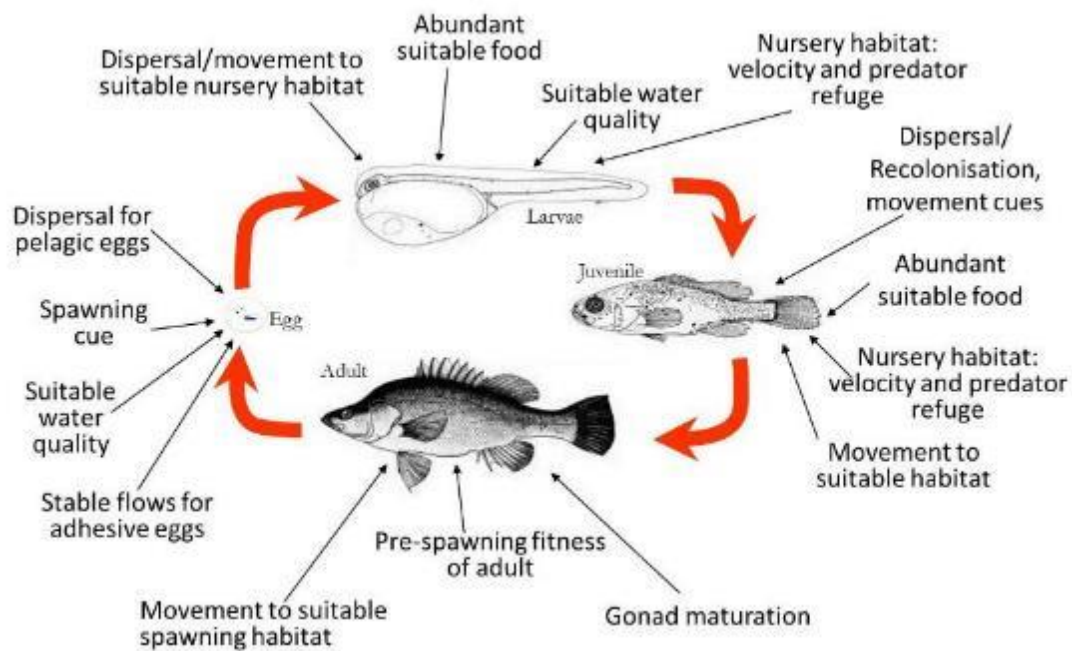 Abundant
suitable food
Dispersal/movement to
suitable nursery habitat
Nursery habitat:
velocity and predator
refuge
Suitable water
quality
Dispersal/
Recolonisation,
movement cues
Larvae
Dispersal for
pelagic eggs
Juvenile
Abundant
suitable food
Spawning
cue
Egg
Nursery habitat:
velocity and predator
refuge
Adult
Suitable
water
quality
Movement to
suitable habitat
Stable flows for
adhesive eggs
Pre-spawning fitness
of adult
Movement to suitable
spawning habitat
Gonad maturation